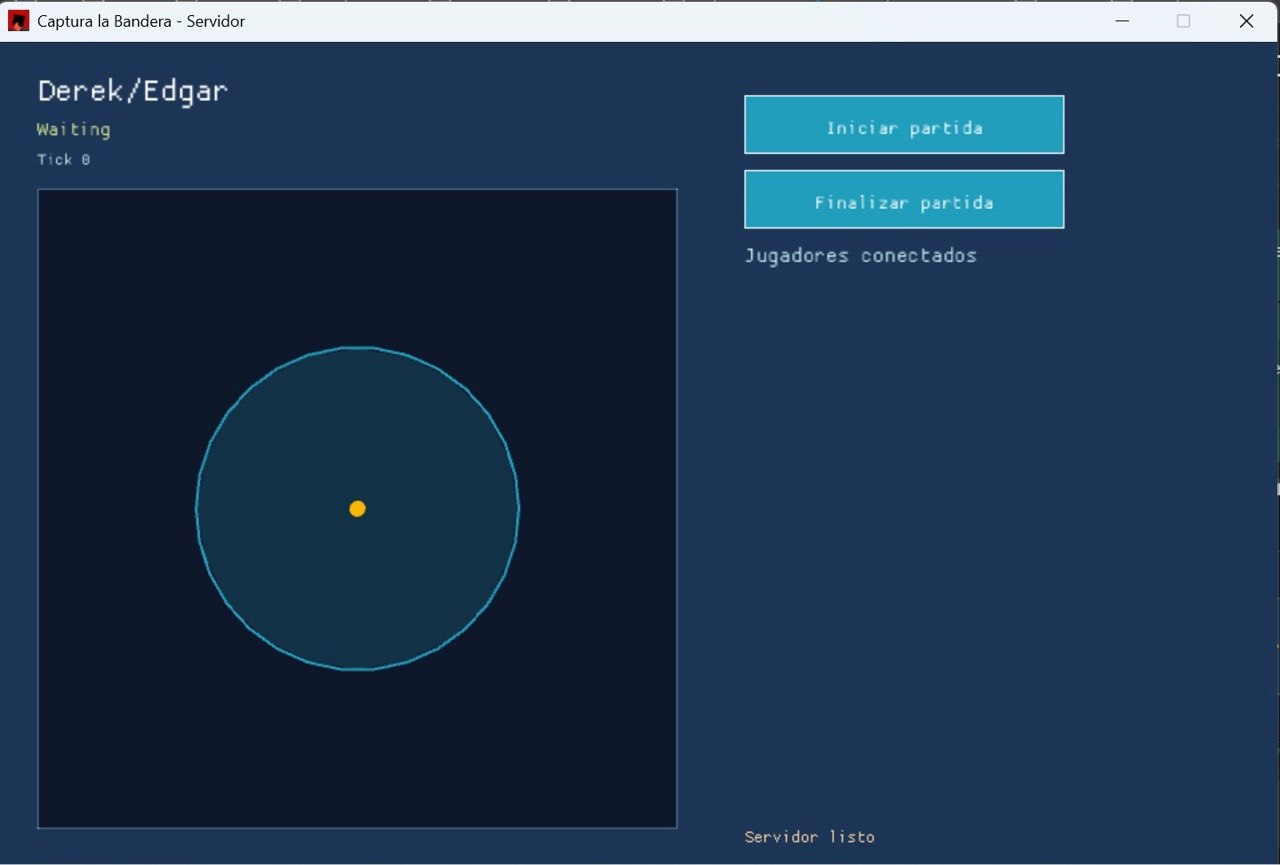 Captura la Bandera - Servidor
Derek/Edgar
Waiting
Tick 0
Iniciar partida
Finalizar partida
Jugadores conectados
Servidor listo